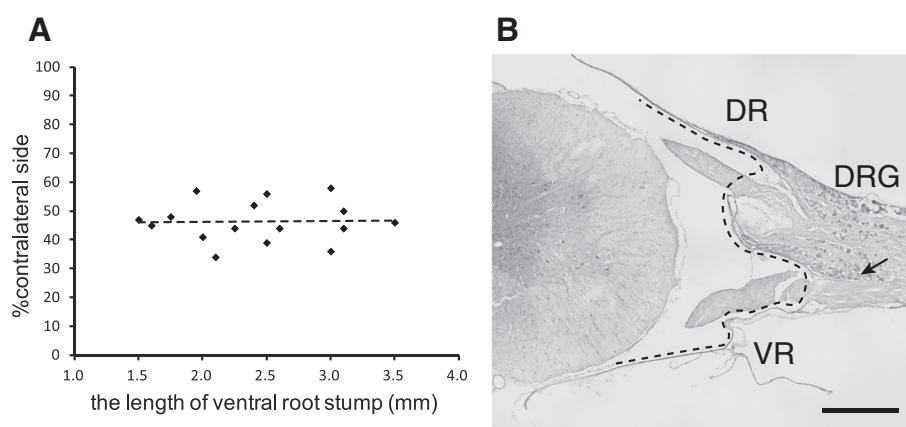 A
100
90
80
70
60
50
40
30
20
10
0
%contralateral side
1.0 1.5 2.0 2.5 3.0 3.5 4.0
the length of ventral root stump (mm)
B
DR
DRG
VR